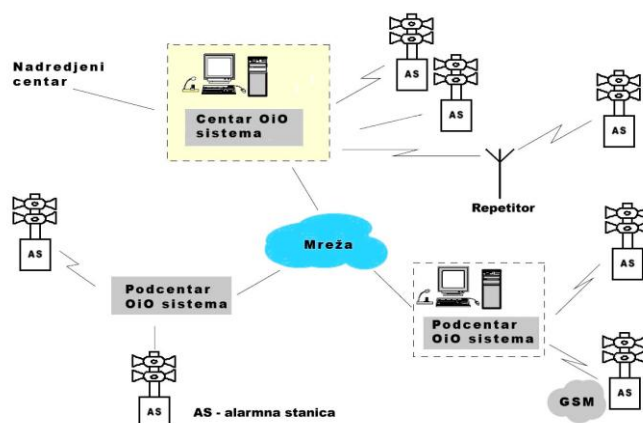 Nadredjeni
centar
Centar OiO
sistema
AS
AS
AS
Repetitor
AS
Mreža
AS
Podcentar
OiO sistema
Podcentar
OiO sistema
AS
AS
GSM
AS - alarmna stanica
AS